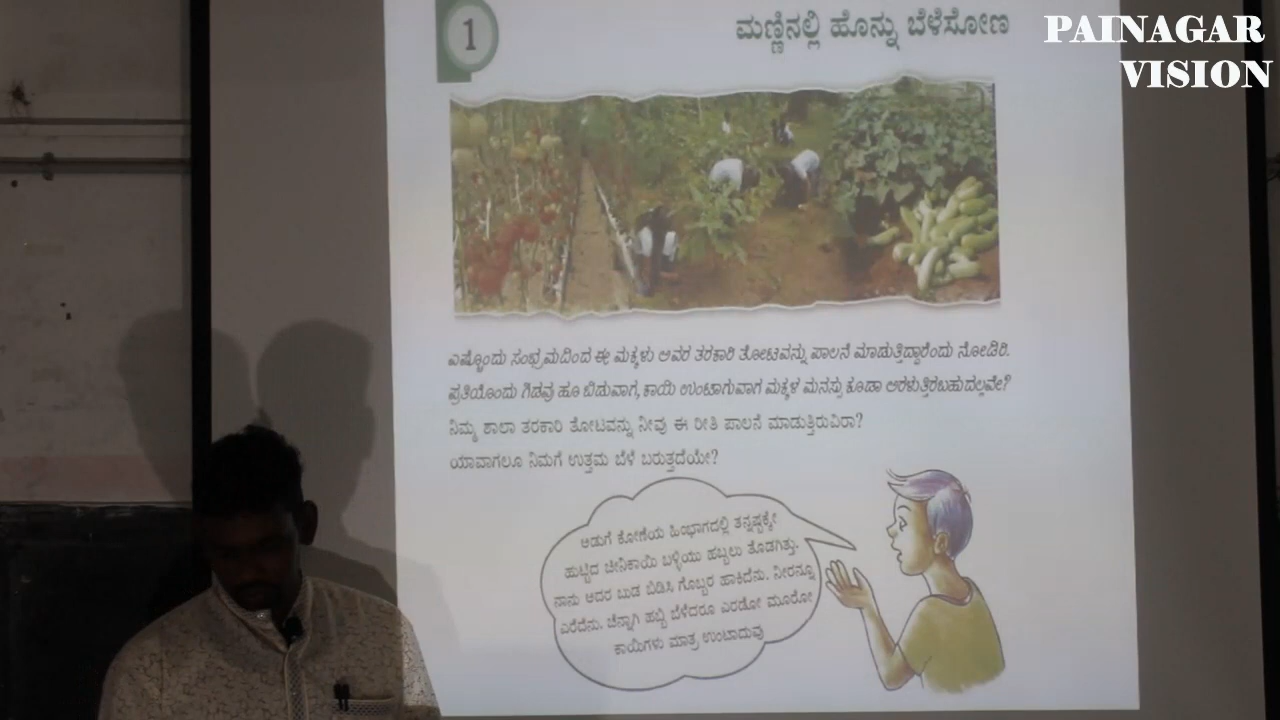 PAINAGAR
VISION
1
ಮಣ್ಣಿನಲ್ಲಿ ಹೊನ್ನು ಬೆಳೆಸೋಣ
ಎಷ್ಟೊಂದು ಸಂಭ್ರಮದಿಂದ ಈ ಮಕ್ಕಳು ಅವರ ತರಕಾರಿ ತೋಟವನ್ನು ಪಾಲನೆ ಮಾಡುತ್ತಿದ್ದಾರೆಂದು ನೋಡಿರಿ.
ಪ್ರತಿಯೊಂದು ಗಿಡವು ಹೂ ಬಿಡುವಾಗ, ಕಾಯಿ ಉಂಟಾಗುವಾಗ ಮಕ್ಕಳ ಮನಸ್ಸು ಕೂಡಾ ಅರಳುತ್ತಿರಬಹುದಲ್ಲವೇ?
ನಿಮ್ಮ ಶಾಲಾ ತರಕಾರಿ ತೋಟವನ್ನು ನೀವು ಈ ರೀತಿ ಪಾಲನೆ ಮಾಡುತ್ತಿರುವಿರಾ?
ಯಾವಾಗಲೂ ನಿಮಗೆ ಉತ್ತಮ ಬೆಳೆ ಬರುತ್ತದೆಯೇ?
ಅಡುಗೆ ಕೋಣೆಯ ಹಿಂಭಾಗದಲ್ಲಿ ತನ್ನಷ್ಟಕ್ಕೇ
ಹುಟ್ಟಿದ ಚೀನಿಕಾಯಿ ಬಳ್ಳಿಯು ಹಬ್ಬಲು ತೊಡಗಿತ್ತು.
ನಾನು ಅದರ ಬುಡ ಬಿಡಿಸಿ ಗೊಬ್ಬರ ಹಾಕಿದೆನು. ನೀರನ್ನೂ
ಎರೆದೆನು. ಚೆನ್ನಾಗಿ ಹಬ್ಬಿ ಬೆಳೆದರೂ ಎರಡೋ ಮೂರೋ
ಕಾಯಿಗಳು ಮಾತ್ರ ಉಂಟಾದುವು